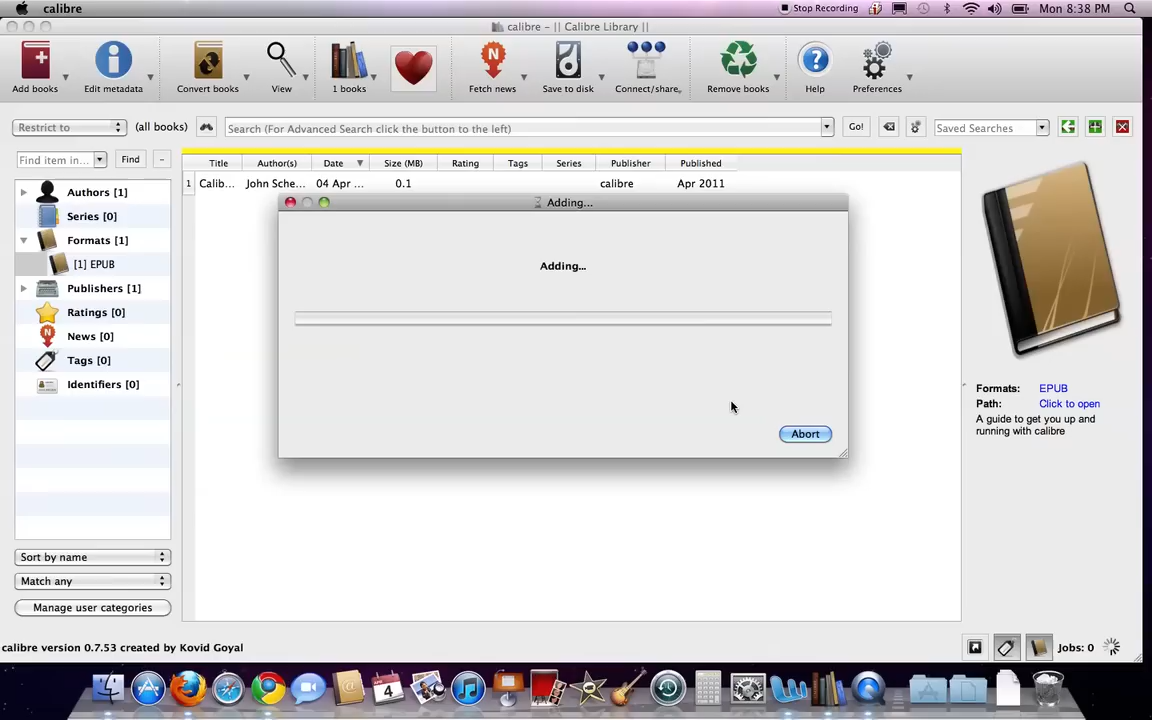 calibre
Stop Recording
Mon 8:38 PM
calibre - || Calibre Library ||
Add books
Edit metadata
Convert books
View
1 books
Fetch news
Save to disk
Connect/share
Remove books
Help
Preferences
Restrict to
(all books)
Search (For Advanced Search click the button to the left)
Go!
Saved Searches
Find item in...
Find
Title Author(s) Date Size (MB) Rating Tags Series Publisher Published
1 Calib... John Sche... 04 Apr ... 0.1 calibre Apr 2011
Authors [1]
Series [0]
Formats [1]
[1] EPUB
Publishers [1]
Ratings [0]
News [0]
Tags [0]
Identifiers [0]
Adding...
Adding...
Abort
Formats: EPUB
Path: Click to open
A guide to get you up and
running with calibre
Sort by name
Match any
Manage user categories
calibre version 0.7.53 created by Kovid Goyal
Jobs: 0
4